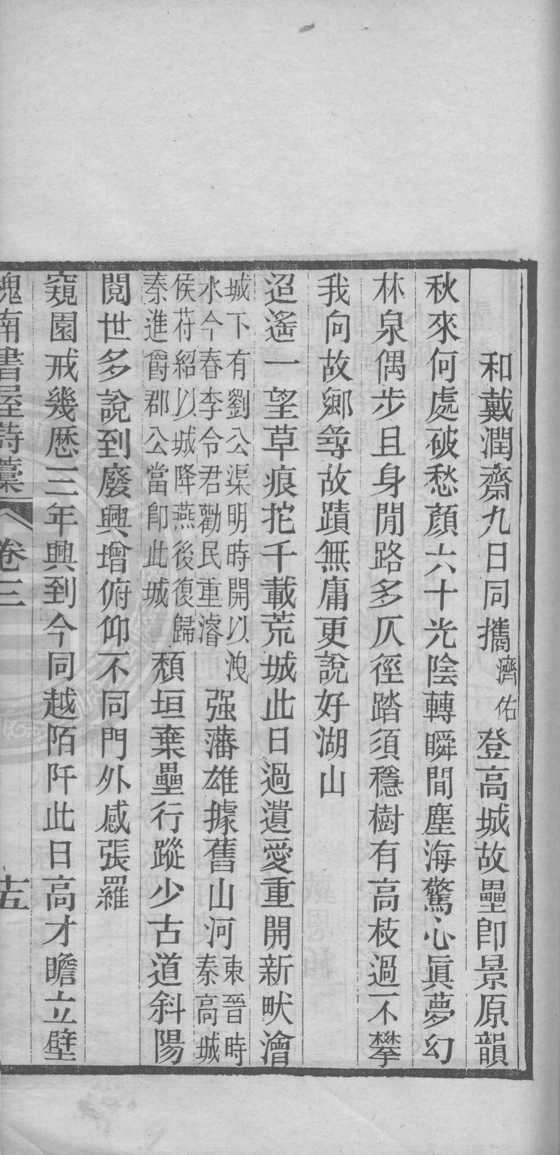 和戴潤齋九日同攜濟佑登高城故壘卽景原韻
秋來何處破愁顏六十光陰轉瞬閒塵海驚心眞夢幻
林泉偶步且身閒路多仄徑踏須穩樹有高枝過不攀
我向故鄉尋故蹟無庸更說好湖山
迢遙一望草痕拕千載荒城此日過遺愛重開新畎澮
城下有劉公渠明時開以洩
水今春李令君勸民重濬
强藩雄據舊山河
東晉時
秦高城
侯苻紹以城降燕後復歸
秦進爵郡公當卽此城
頹垣棄壘行蹤少古道斜陽
閱世多說到廢興增俯仰不同門外感張羅
窺園戒幾歷三年興到今同越陌阡此日高才瞻立壁
南書屋詩藁 卷三 十五